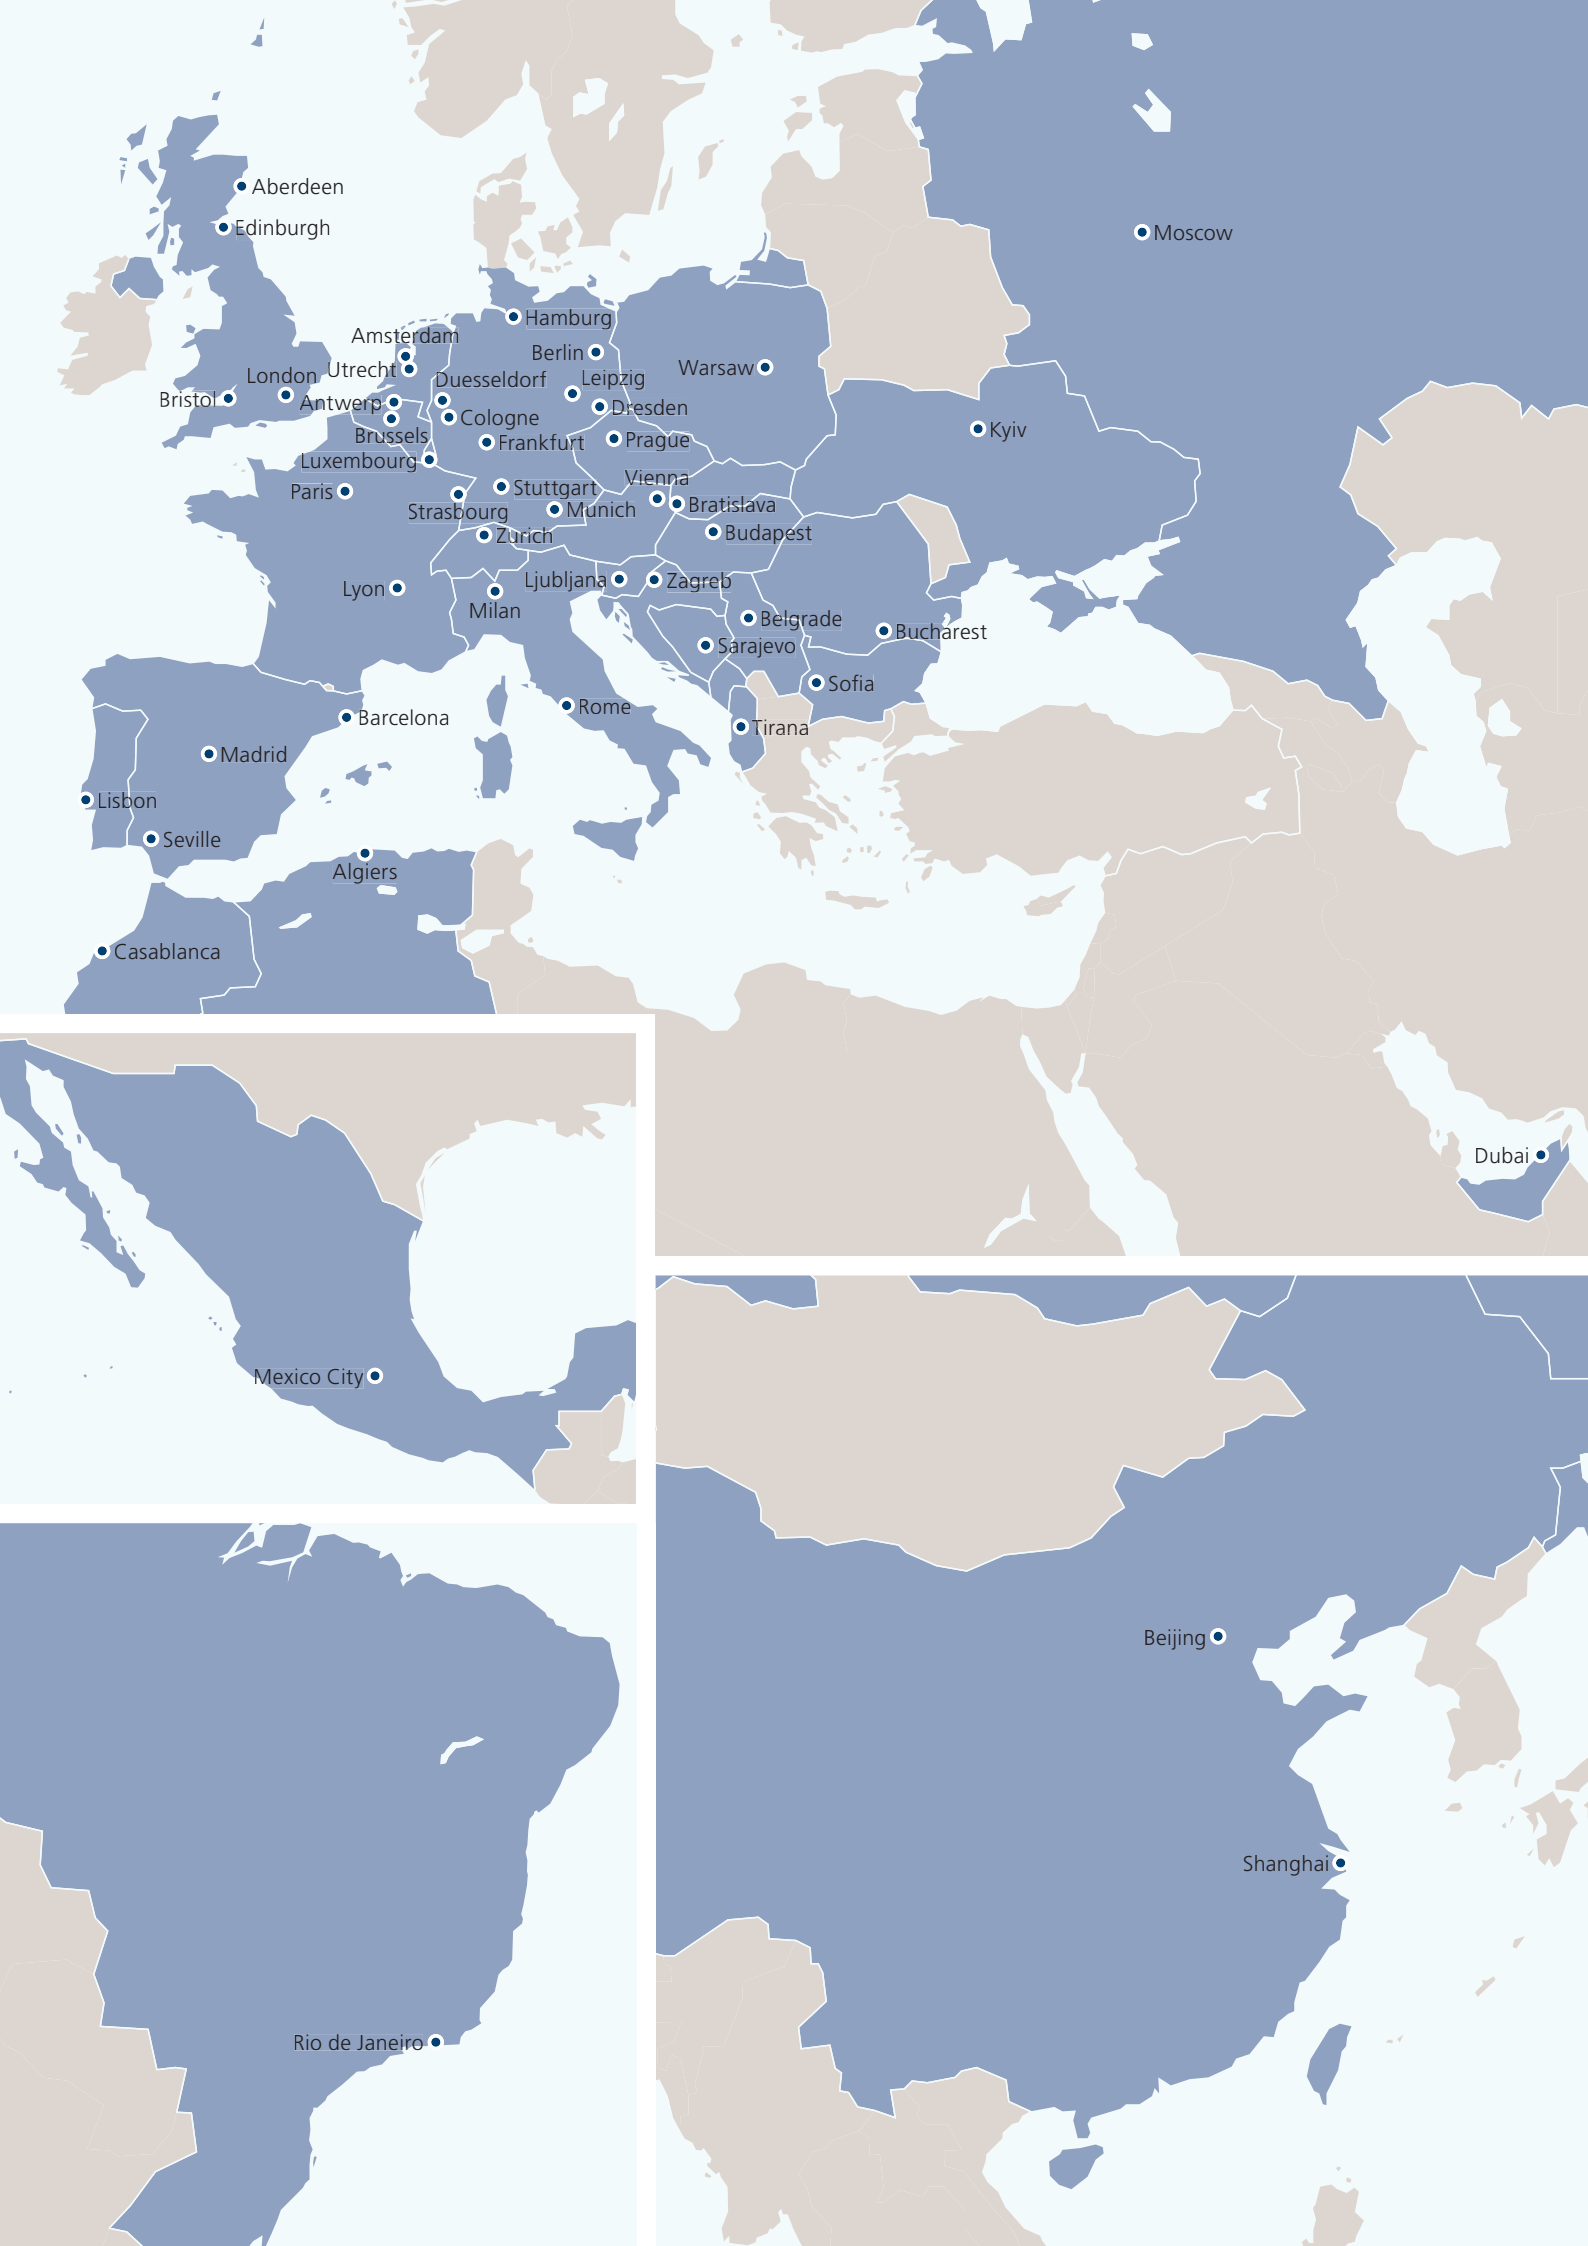 Aberdeen
Edinburgh
Moscow
Hamburg
Amsterdam
Berlin
Utrecht
Warsaw
London
Duesseldorf
Leipzig
Bristol
Antwerp
Dresden
Cologne
Brussels
Kyiv
Frankfurt
Prague
Luxembourg
Vienna
Paris
Stuttgart
Bratislava
Strasbourg
Munich
Budapest
Zurich
Ljubljana
Zagreb
Lyon
Milan
Belgrade
Bucharest
Sarajevo
Sofia
Rome
Barcelona
Tirana
Madrid
Lisbon
Seville
Algiers
Casablanca
Dubai
Mexico City
Beijing
Shanghai
Rio de Janeiro